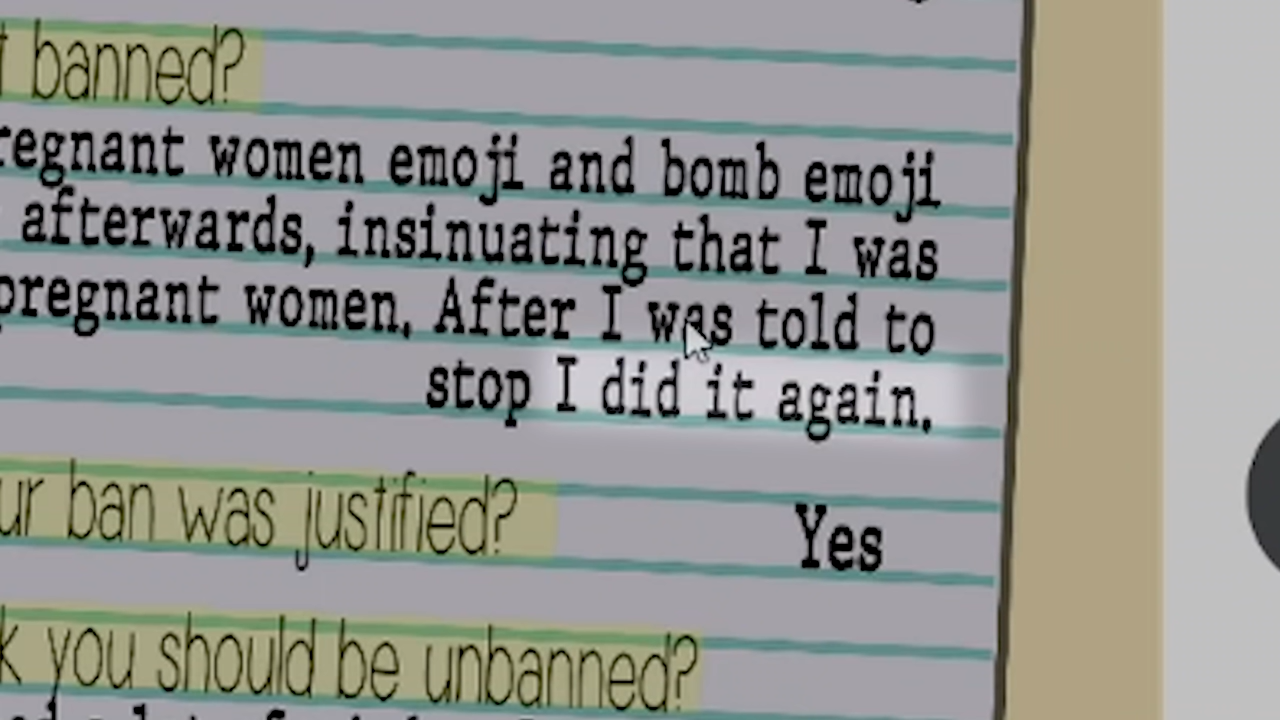 banned?
regnant women emoji and bomb emoji
afterwards, insinuating that I was
pregnant women. After I was told to
stop I did it again.
ur ban was justified?
Yes
k you should be unbanned?